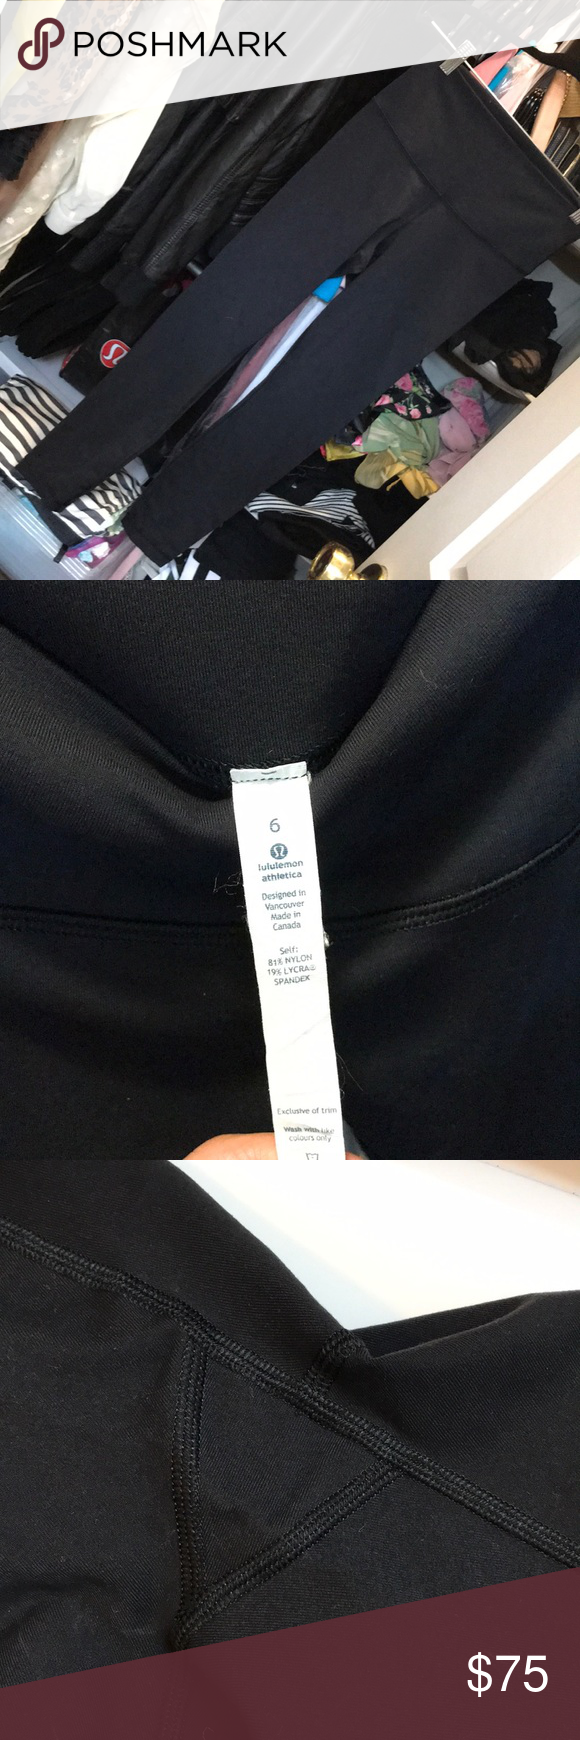 POSHMARK
6
lululemon
athletica
Designed in
Vancouver
Made in
Canada
Self:
81% NYLON
19% LYCRA®
SPANDEX
Exclusive of trim
Wash with like
colours only
$75